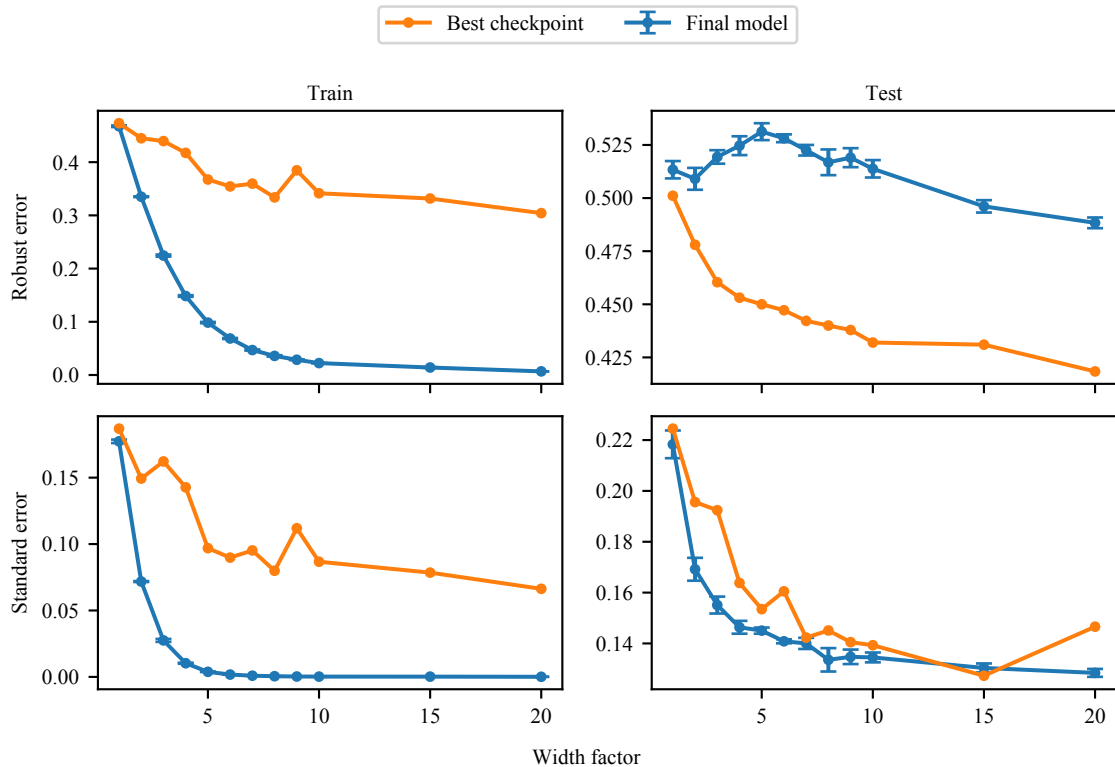 Best checkpoint Final model
Train Test
Robust error
0.4
0.3
0.2
0.1
0.0
0.525
0.500
0.475
0.450
0.425
Standard error
0.15
0.10
0.05
0.00
5 10 15 20
0.22
0.20
0.18
0.16
0.14
5 10 15 20
Width factor